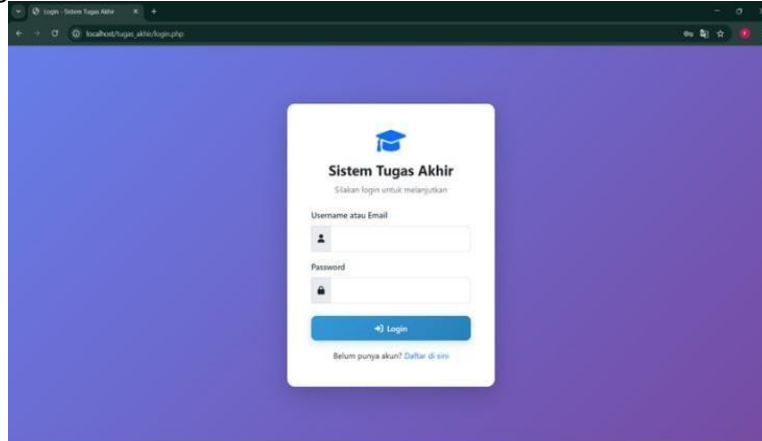 Login - Sistem Tugas Akhir
localhost/tugas_akhir/login.php
Sistem Tugas Akhir
Silakan login untuk melanjutkan
Username atau Email
Password
Login
Belum punya akun? Daftar di sini